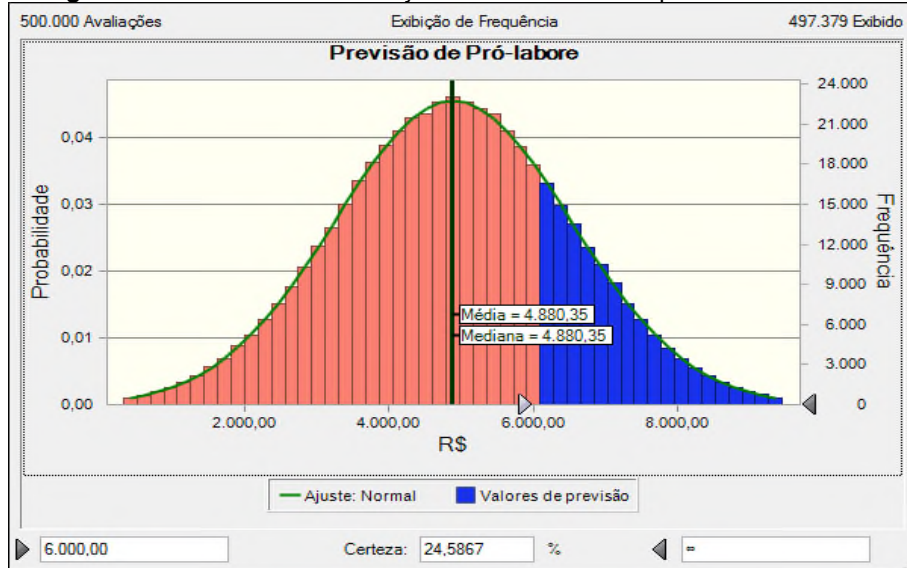 500.000 Avaliações Exibição de Frequência 497.379 Exibido
Previsão de Pró-labore
Probabilidade
0,04
0,03
0,02
0,01
0,00
24.000
21.000
18.000
15.000
12.000
9.000
6.000
3.000
0
Frequência
Média = 4.880,35
Mediana = 4.880,35
2.000,00 4.000,00 6.000,00 8.000,00
R$
Ajuste: Normal Valores de previsão
6.000,00 Certeza: 24,5867 % ∞